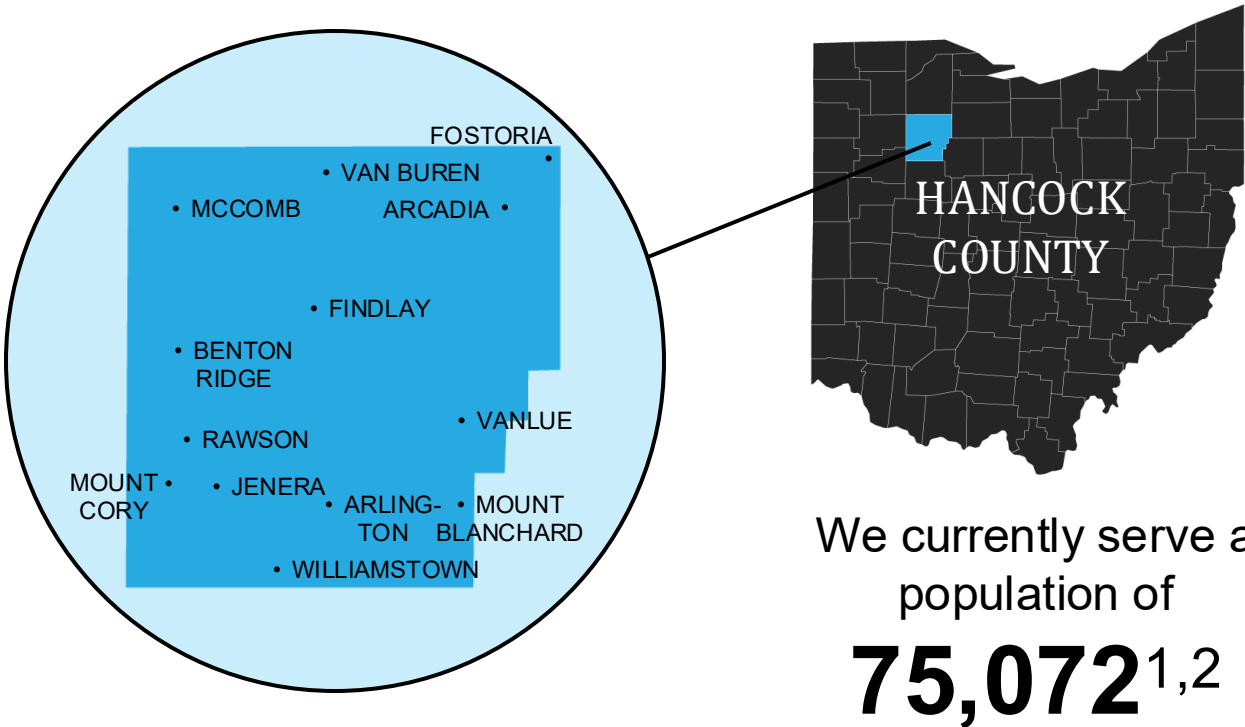 FOSTORIA
VAN BUREN
MCCOMB
ARCADIA
FINDLAY
BENTON
RIDGE
VANLUE
RAWSON
MOUNT
CORY
JENERA
ARLING-
TON
MOUNT
BLANCHARD
WILLIAMSTOWN
HANCOCK
COUNTY
We currently serve a
population of
75,072 1,2